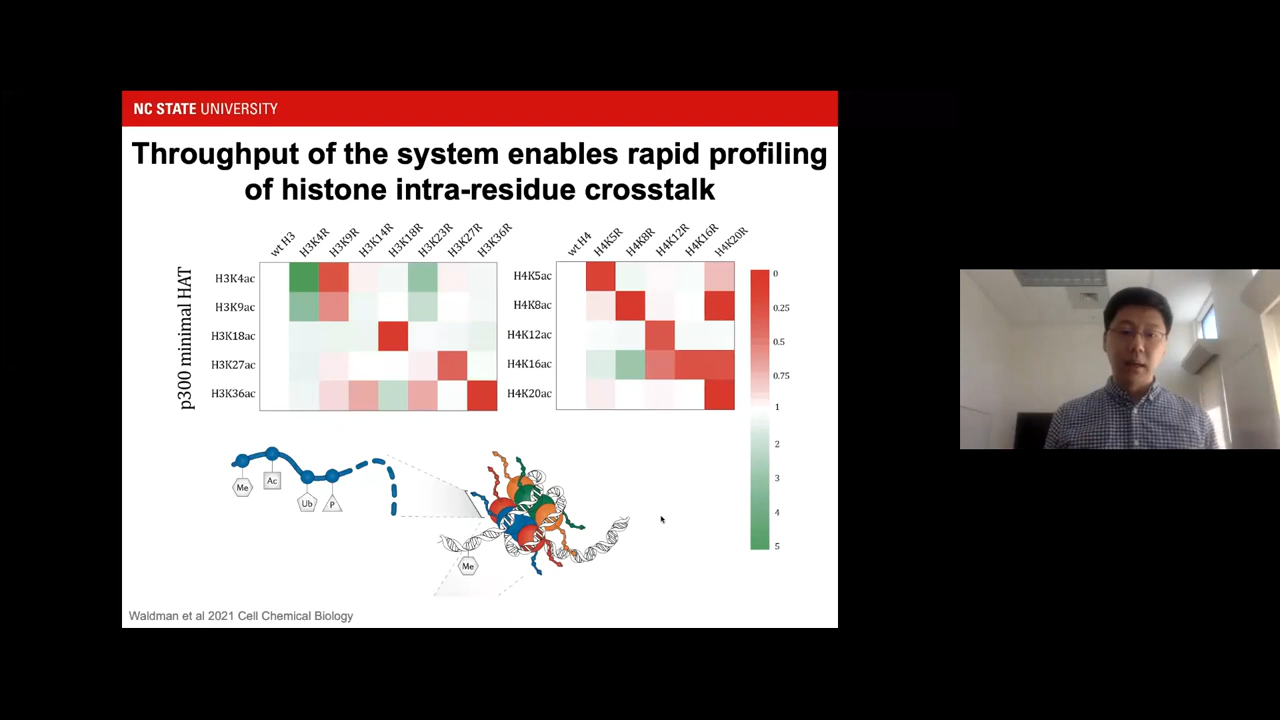 NC STATE UNIVERSITY
Throughput of the system enables rapid profiling
of histone intra-residue crosstalk
p300 minimal HAT
wt H3
H3K4R
H3K9R
H3K14R
H3K18R
H3K23R
H3K27R
H3K36R
H3K4ac
H3K9ac
H3K18ac
H3K27ac
H3K36ac
wt H4
H4K5R
H4K8R
H4K12R
H4K16R
H4K20R
H4K5ac
H4K8ac
H4K12ac
H4K16ac
H4K20ac
0
0.25
0.5
0.75
1
2
3
4
5
Me
Ac
Ub
P
Me
Waldman et al 2021 Cell Chemical Biology